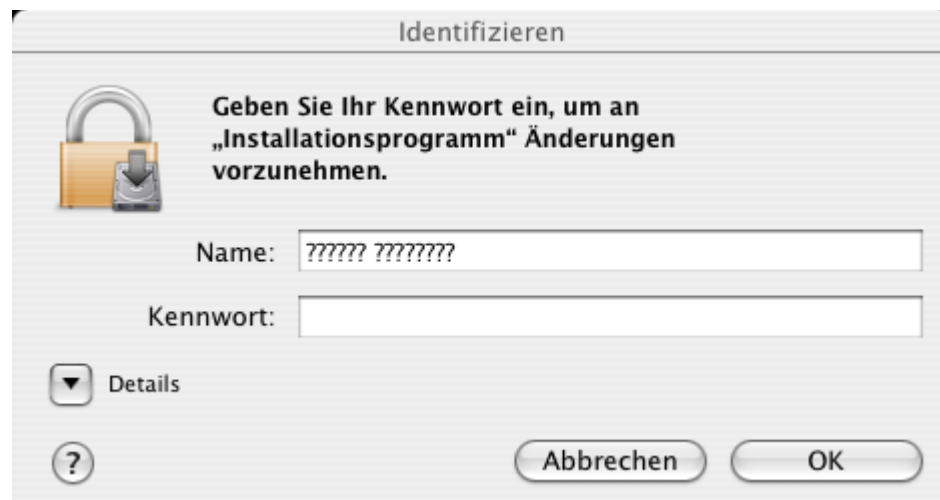 Identifizieren
Geben Sie Ihr Kennwort ein, um an
„Installationsprogramm“ Änderungen
vorzunehmen.
Name: ?????? ????????
Kennwort:
Details
? Abbrechen OK